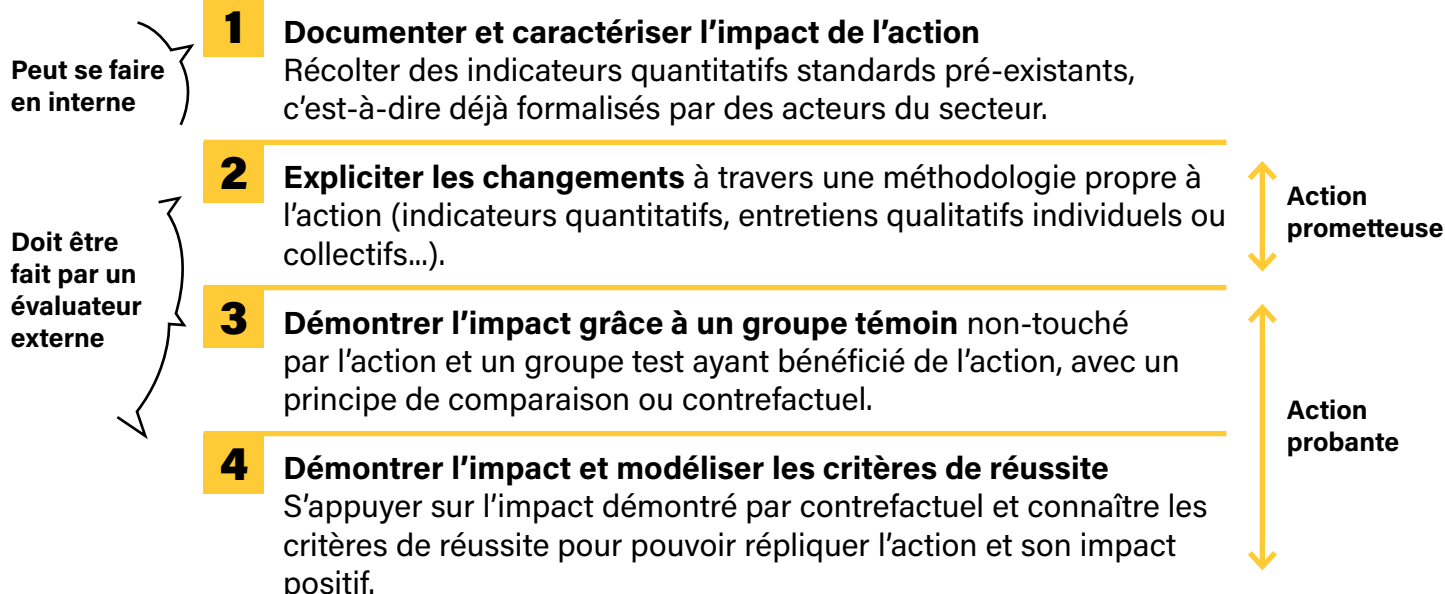 Peut se faire
en interne
1 Documenter et caractériser l’impact de l’action
Récolter des indicateurs quantitatifs standards pré-existants,
c’est-à-dire déjà formalisés par des acteurs du secteur.
Doit être
fait par un
évaluateur
externe
2 Expliciter les changements à travers une méthodologie propre à
l’action (indicateurs quantitatifs, entretiens qualitatifs individuels ou
collectifs...).
Action
prometteuse
3 Démontrer l’impact grâce à un groupe témoin non-touché
par l’action et un groupe test ayant bénéficié de l’action, avec un
principe de comparaison ou contrefactuel.
4 Démontrer l’impact et modéliser les critères de réussite
S’appuyer sur l’impact démontré par contrefactuel et connaître les
critères de réussite pour pouvoir répliquer l’action et son impact
positif.
Action
probante